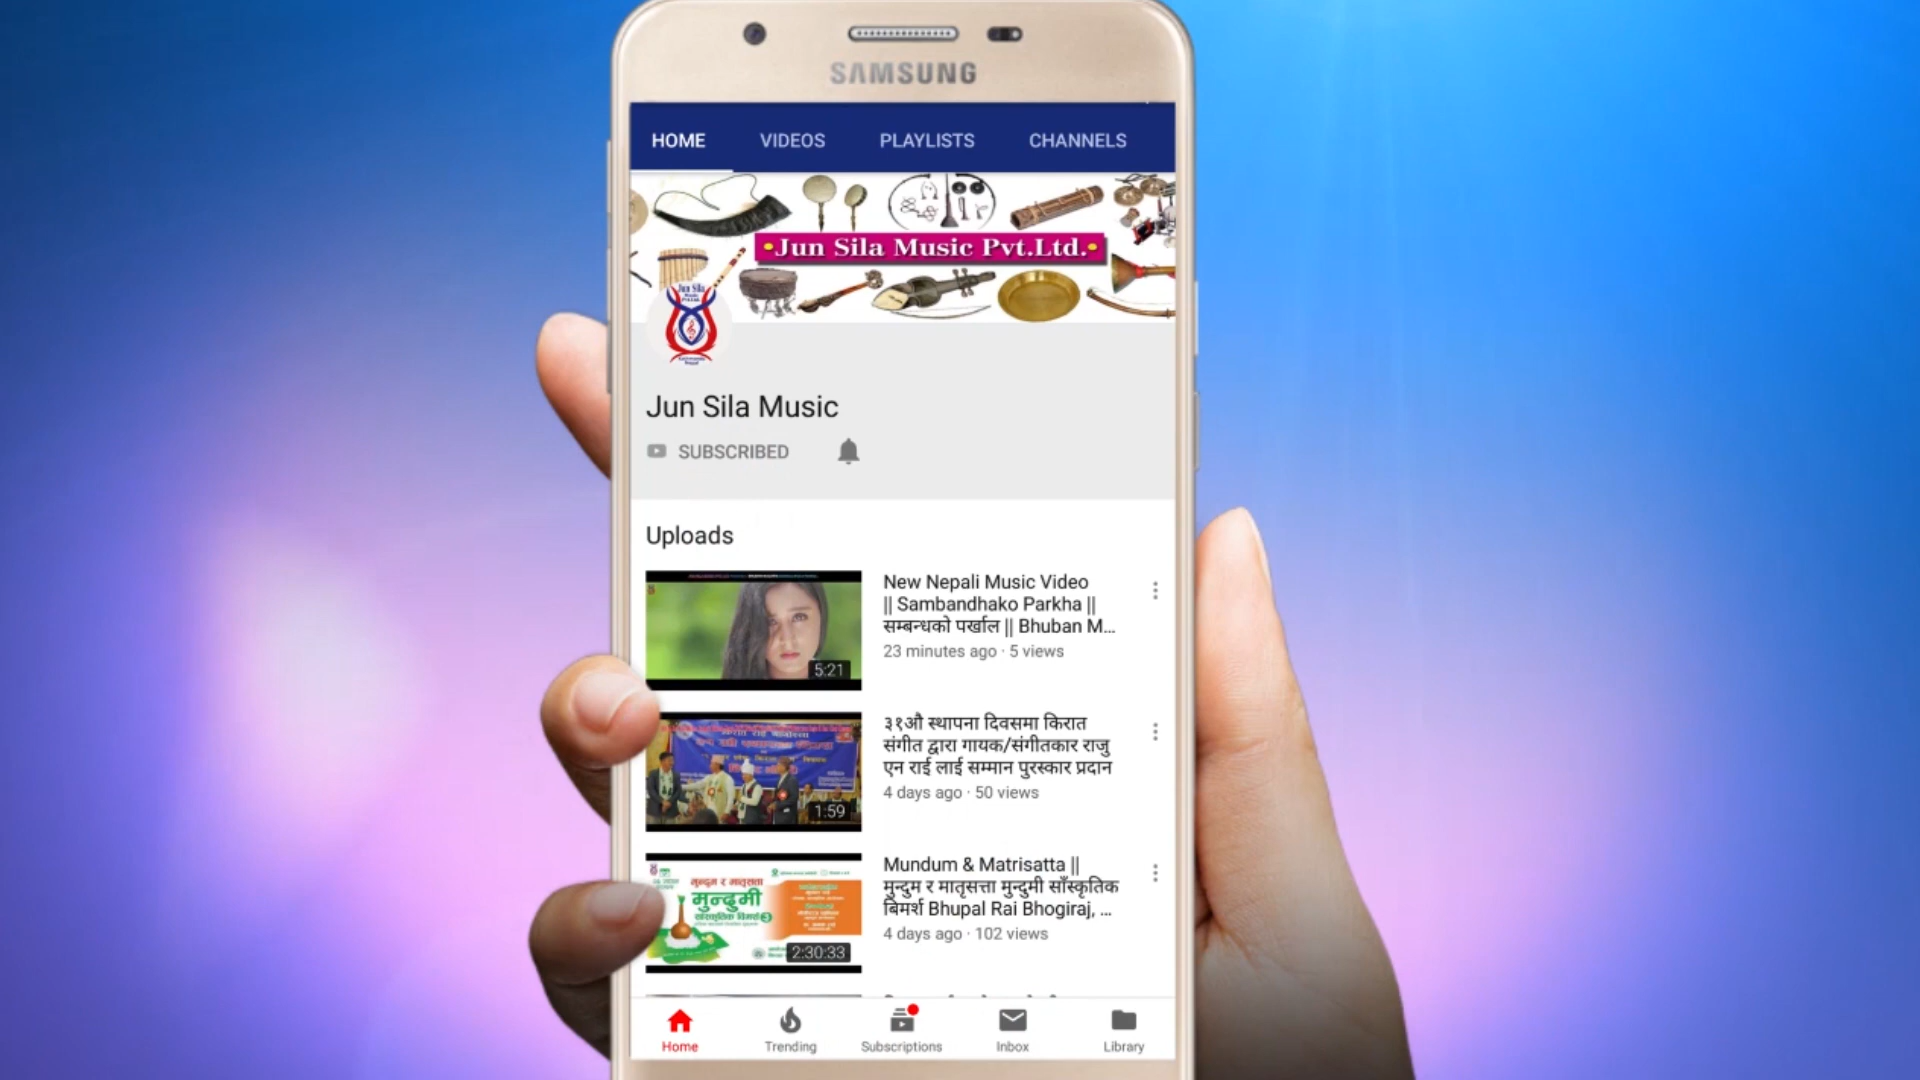 SAMSUNG
HOME VIDEOS PLAYLISTS CHANNELS
Jun Sila Music Pvt.Ltd.
Jun Sila
Jun Sila Music
SUBSCRIBED
Uploads
New Nepali Music Video
|| Sambandhako Parkha ||
सम्बन्धको पर्खाल || Bhuban M...
23 minutes ago · 5 views
5:21
३१औ स्थापना दिवसमा किरात
संगीत द्वारा गायक/संगीतकार राजु
एन राई लाई सम्मान पुरस्कार प्रदान
4 days ago · 50 views
1:59
Mundum & Matrisatta ||
मुन्दुम र मातृसत्ता मुन्दुमी साँस्कृतिक
बिमर्श Bhupal Rai Bhogiraj, ...
4 days ago · 102 views
मुन्दुम र मातृसत्ता
मुन्दुमी
2:30:33
Home Trending Subscriptions Inbox Library